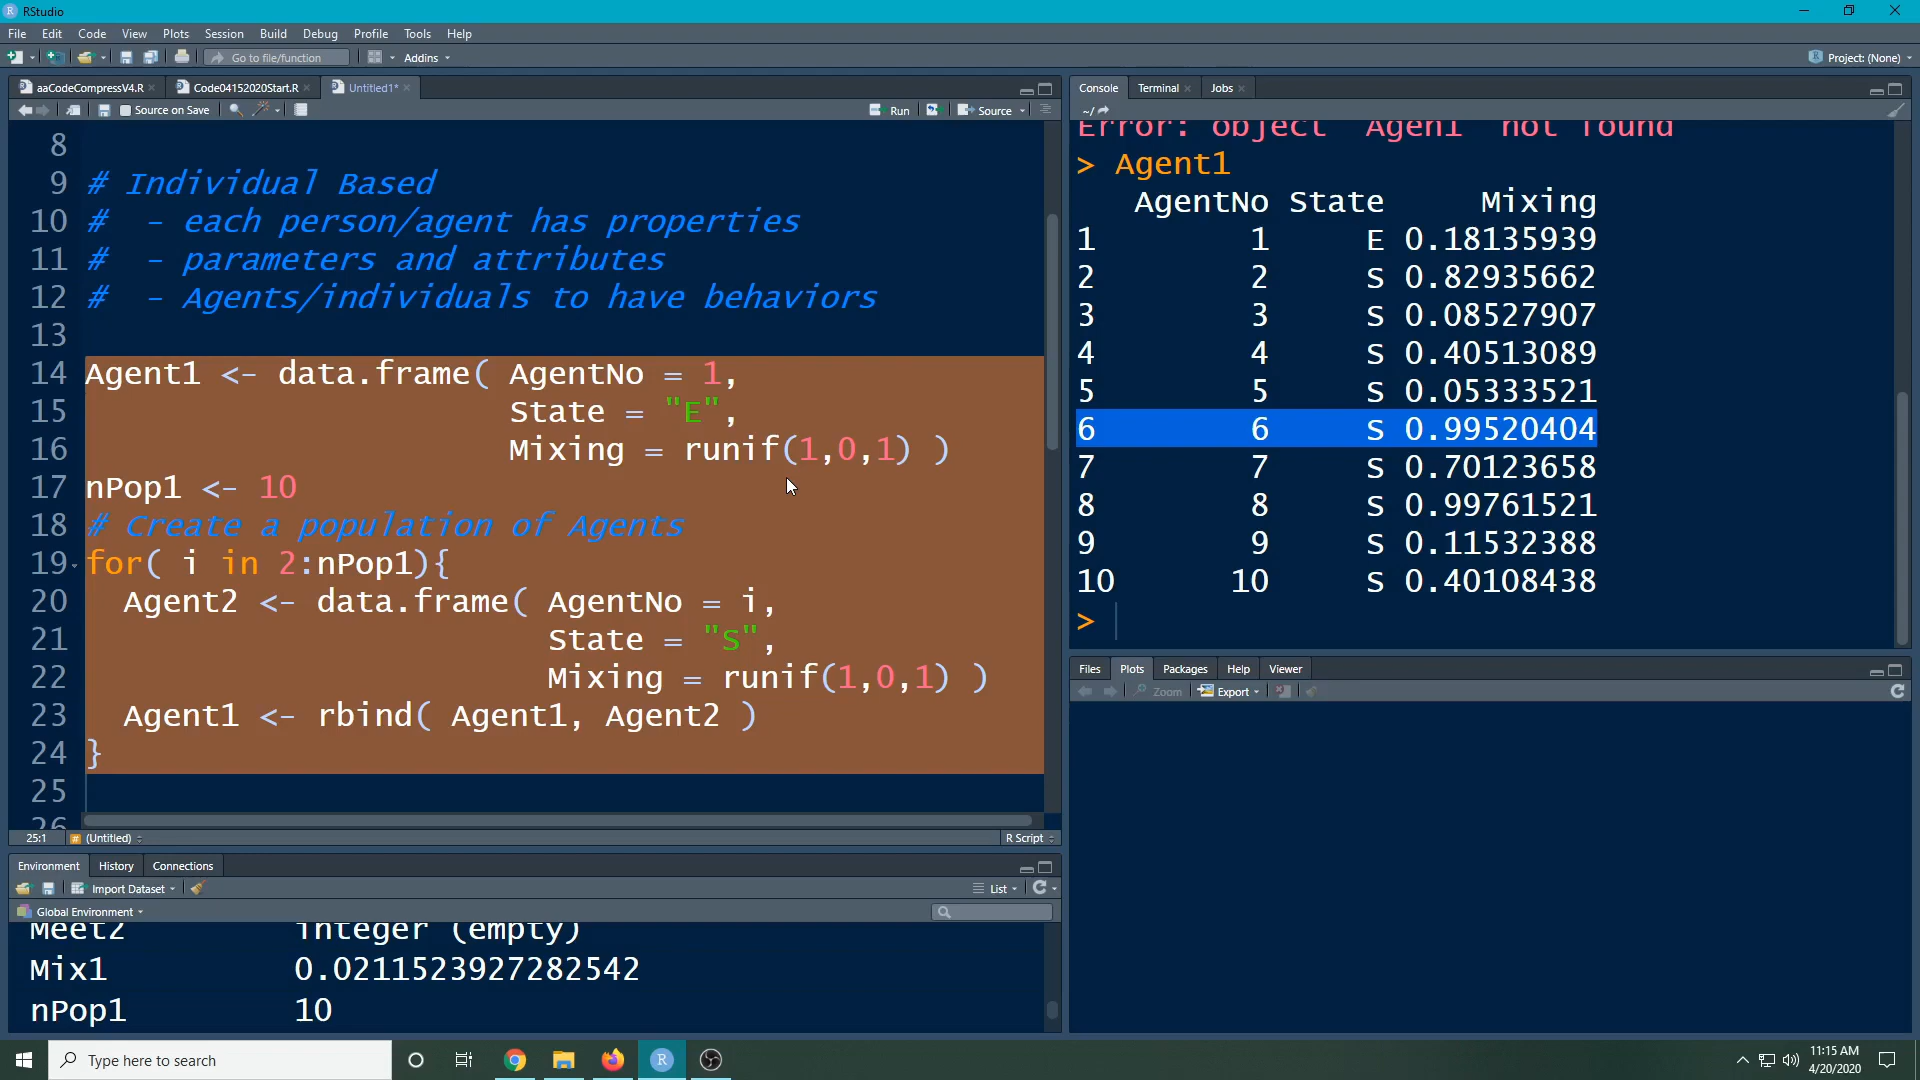 RStudio
File Edit Code View Plots Session Build Debug Profile Tools Help
Go to file/function Addins Project: (None)
aaCodeCompressV4.R Code04152020Start.R Untitled1*
Source on Save Run Source
8
9 # Individual Based
10 #  - each person/agent has properties
11 #  - parameters and attributes
12 #  - Agents/individuals to have behaviors
13
14 Agent1 <- data.frame( AgentNo = 1,
15 State = "E",
16 Mixing = runif(1,0,1) )
17 nPop1 <- 10
18 # Create a population of Agents
19 for( i in 2:nPop1){
20 Agent2 <- data.frame( AgentNo = i,
21 State = "S",
22 Mixing = runif(1,0,1) )
23 Agent1 <- rbind( Agent1, Agent2 )
24 }
25
26
25:1 (Untitled) R Script
Environment History Connections
Import Dataset List
Global Environment
Meet2 integer (empty)
Mix1 0.0211523927282542
nPop1 10
Console Terminal Jobs
~/
Error: object 'Agen1' not found
> Agent1
AgentNo State Mixing
1 1 E 0.18135939
2 2 S 0.82935662
3 3 S 0.08527907
4 4 S 0.40513089
5 5 S 0.05333521
6 6 S 0.99520404
7 7 S 0.70123658
8 8 S 0.99761521
9 9 S 0.11532388
10 10 S 0.40108438
>
Files Plots Packages Help Viewer
Zoom Export
Type here to search
11:15 AM
4/20/2020